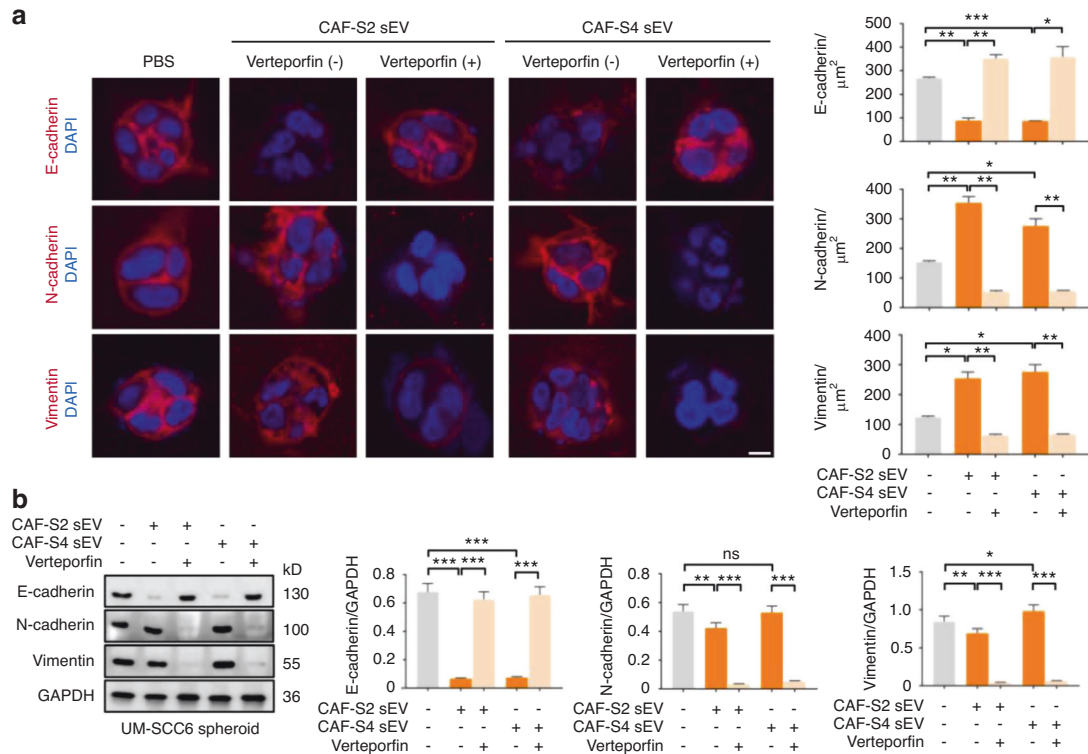 a
CAF-S2 sEV
CAF-S4 sEV
PBS
Verteporfin (-)
Verteporfin (+)
Verteporfin (-)
Verteporfin (+)
E-cadherin
DAPI
N-cadherin
DAPI
Vimentin
DAPI
E-cadherin/
μm²
500
400
300
200
100
0
***
** **
*
N-cadherin/
μm²
400
300
200
100
0
*
** **
**
Vimentin/
μm²
400
300
200
100
0
*
* **
**
CAF-S2 sEV - + + - -
CAF-S4 sEV - - - + +
Verteporfin - - + - +
b
CAF-S2 sEV - + + - -
CAF-S4 sEV - - - + +
Verteporfin - - + - +
kD
E-cadherin 130
N-cadherin 100
Vimentin 55
GAPDH 36
UM-SCC6 spheroid
E-cadherin/GAPDH
0.8
0.6
0.4
0.2
0
***
*** ***
***
CAF-S2 sEV - + + - -
CAF-S4 sEV - - - + +
Verteporfin - - + - +
N-cadherin/GAPDH
0.8
0.6
0.4
0.2
0
ns
** ***
***
CAF-S2 sEV - + + - -
CAF-S4 sEV - - - + +
Verteporfin - - + - +
Vimentin/GAPDH
1.5
1.0
0.5
0
*
** ***
***
CAF-S2 sEV - + + - -
CAF-S4 sEV - - - + +
Verteporfin - - + - +